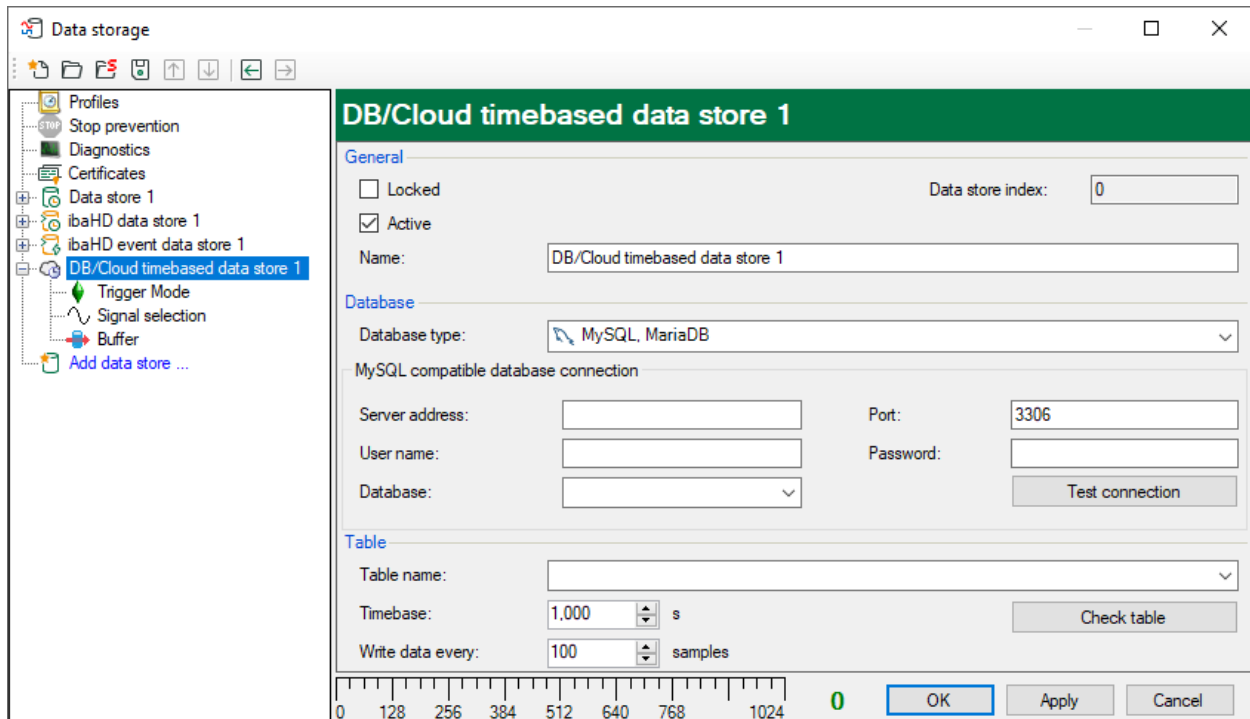 Data storage
Profiles
STOP Stop prevention
Diagnostics
Certificates
Data store 1
ibaHD data store 1
ibaHD event data store 1
DB/Cloud timebased data store 1
Trigger Mode
Signal selection
Buffer
Add data store ...
DB/Cloud timebased data store 1
General
Locked
Data store index: 0
Active
Name: DB/Cloud timebased data store 1
Database
Database type: MySQL, MariaDB
MySQL compatible database connection
Server address: Port: 3306
User name: Password:
Database: Test connection
Table
Table name:
Timebase: 1,000 s Check table
Write data every: 100 samples
0 128 256 384 512 640 768 1024
0 OK Apply Cancel